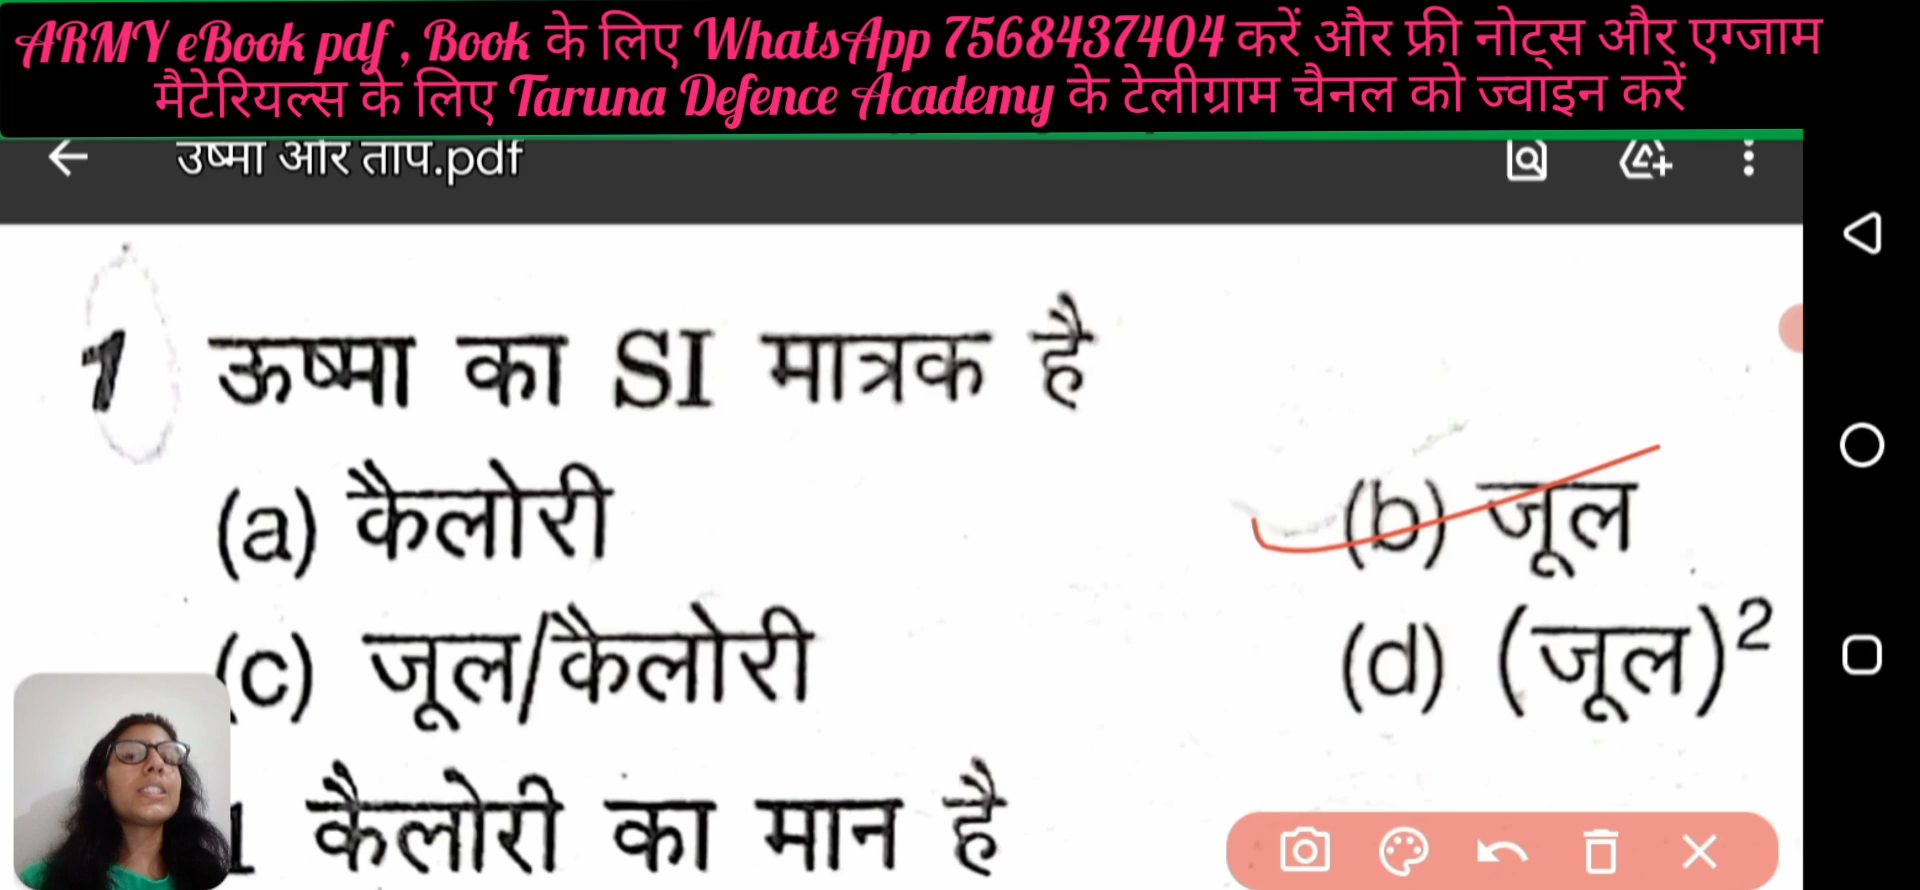 ARMY eBook pdf , Book के लिए WhatsApp 7568437404 करें और फ्री नोट्स और एग्जाम
मैटेरियल्स के लिए Taruna Defence Academy के टेलीग्राम चैनल को ज्वाइन करें
उष्मा और ताप.pdf
1 ऊष्मा का SI मात्रक है
(a) कैलोरी (b) जूल
(c) जूल/कैलोरी (d) (जूल)²
1 कैलोरी का मान है